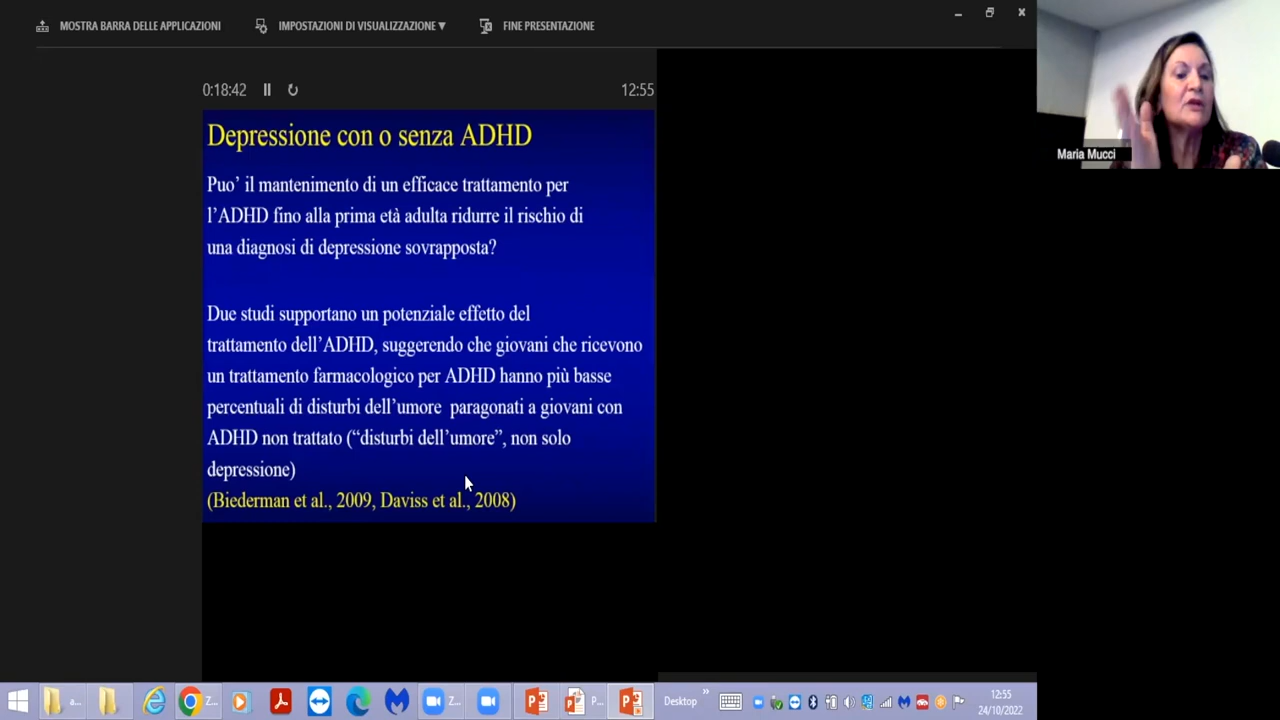 MOSTRA BARRA DELLE APPLICAZIONI
IMPOSTAZIONI DI VISUALIZZAZIONE
FINE PRESENTAZIONE
0:18:42
12:55
Depressione con o senza ADHD
Puo' il mantenimento di un efficace trattamento per
l'ADHD fino alla prima età adulta ridurre il rischio di
una diagnosi di depressione sovrapposta?
Due studi supportano un potenziale effetto del
trattamento dell'ADHD, suggerendo che giovani che ricevono
un trattamento farmacologico per ADHD hanno più basse
percentuali di disturbi dell'umore paragonati a giovani con
ADHD non trattato (“disturbi dell'umore”, non solo
depressione)
(Biederman et al., 2009, Daviss et al., 2008)
Maria Mucci
a...
Z...
Z...
P...
Desktop
12:55
24/10/2022